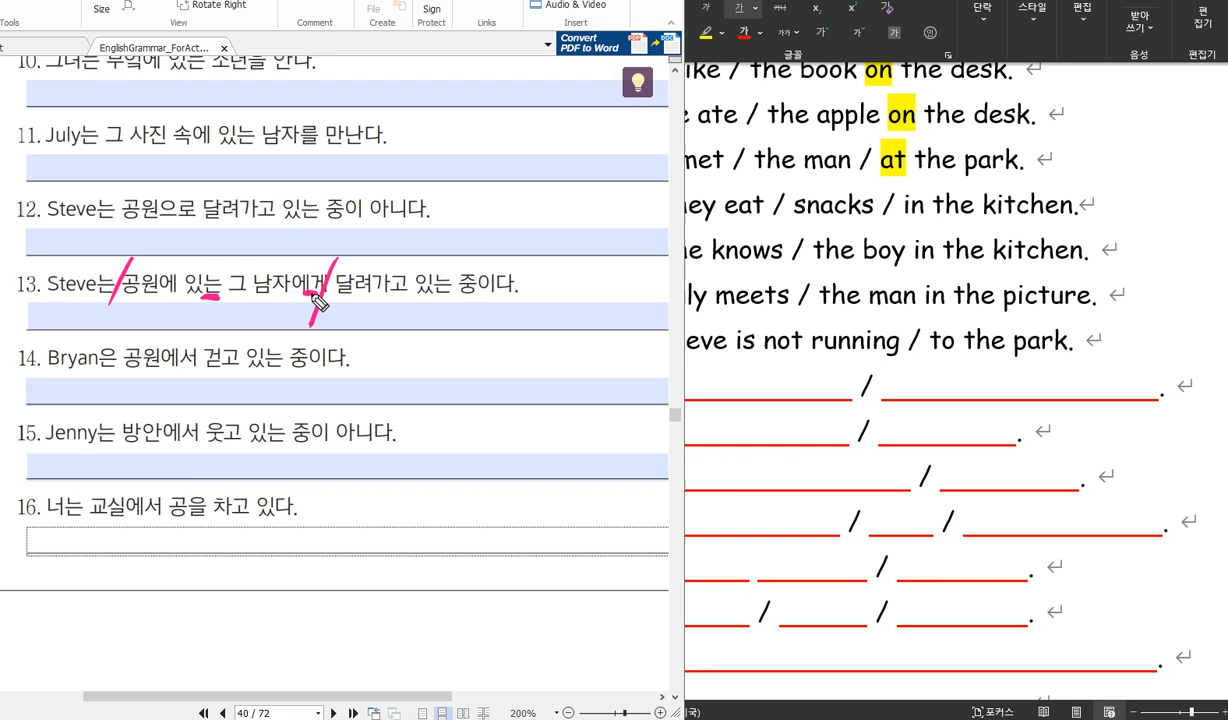 Size
Rotate Right
File
Sign
Audio & Video
Tools
View
Comment
Create
Protect
Links
Insert
EnglishGrammar_ForAct...
Convert
PDF to Word
10. 그녀는 부엌에 있는 소년을 안다.
11. July는 그 사진 속에 있는 남자를 만난다.
12. Steve는 공원으로 달려가고 있는 중이 아니다.
13. Steve는 / 공원에 있는 그 남자에게 / 달려가고 있는 중이다.
14. Bryan은 공원에서 걷고 있는 중이다.
15. Jenny는 방안에서 웃고 있는 중이 아니다.
16. 너는 교실에서 공을 차고 있다.
40 / 72
200%
단락
스타일
편집
받아
쓰기
편
집기
글꼴
음성
편집기
ike / the book on the desk.
e ate / the apple on the desk.
met / the man / at the park.
hey eat / snacks / in the kitchen.
he knows / the boy in the kitchen.
ly meets / the man in the picture.
eve is not running / to the park.
/ .
/ .
/ .
/ / .
/ .
/ / .
.
국)
포커스